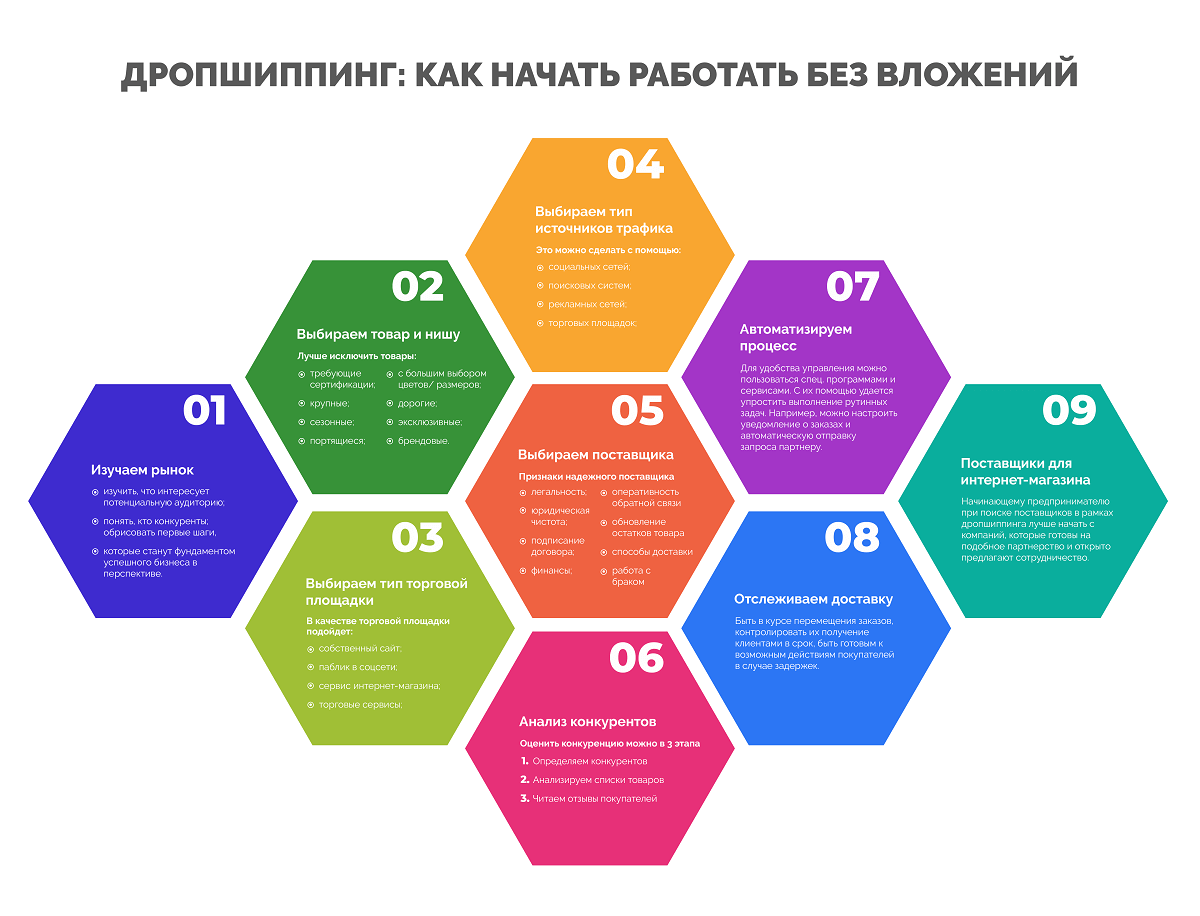 ДРОПШИППИНГ: КАК НАЧАТЬ РАБОТАТЬ БЕЗ ВЛОЖЕНИЙ
01
Изучаем рынок
изучить, что интересует
потенциальную аудиторию;
понять, кто конкуренты;
обрисовать первые шаги,
которые станут фундаментом
успешного бизнеса в
перспективе.
02
Выбираем товар и нишу
Лучше исключить товары:
требующие
сертификации;
крупные;
сезонные;
портящиеся;
с большим выбором
цветов/ размеров;
дорогие;
эксклюзивные;
брендовые.
03
Выбираем тип торговой
площадки
В качестве торговой площадки
подойдет:
собственный сайт;
паблик в соцсети;
сервис интернет-магазина;
торговые сервисы;
04
Выбираем тип
источников трафика
Это можно сделать с помощью:
социальных сетей;
поисковых систем;
рекламных сетей;
торговых площадок;
05
Выбираем поставщика
Признаки надежного поставщика
легальность;
юридическая
чистота;
подписание
договора;
финансы;
оперативность
обратной связи
обновление
остатков товара
способы доставки
работа с
браком
06
Анализ конкурентов
Оценить конкуренцию можно в 3 этапа
1. Определяем конкурентов
2. Анализируем списки товаров
3. Читаем отзывы покупателей
07
Автоматизируем
процесс
Для удобства управления можно
пользоваться спец. программами и
сервисами. С их помощью удается
упростить выполнение рутинных
задач. Например, можно настроить
уведомление о заказах и
автоматическую отправку
запроса партнеру.
08
Отслеживаем доставку
Быть в курсе перемещения заказов,
контролировать их получение
клиентами в срок, быть готовым к
возможным действиям покупателей
в случае задержек.
09
Поставщики для
интернет-магазина
Начинающему предпринимателю
при поиске поставщиков в рамках
дропшиппинга лучше начать с
компаний, которые готовы на
подобное партнерство и открыто
предлагают сотрудничество.